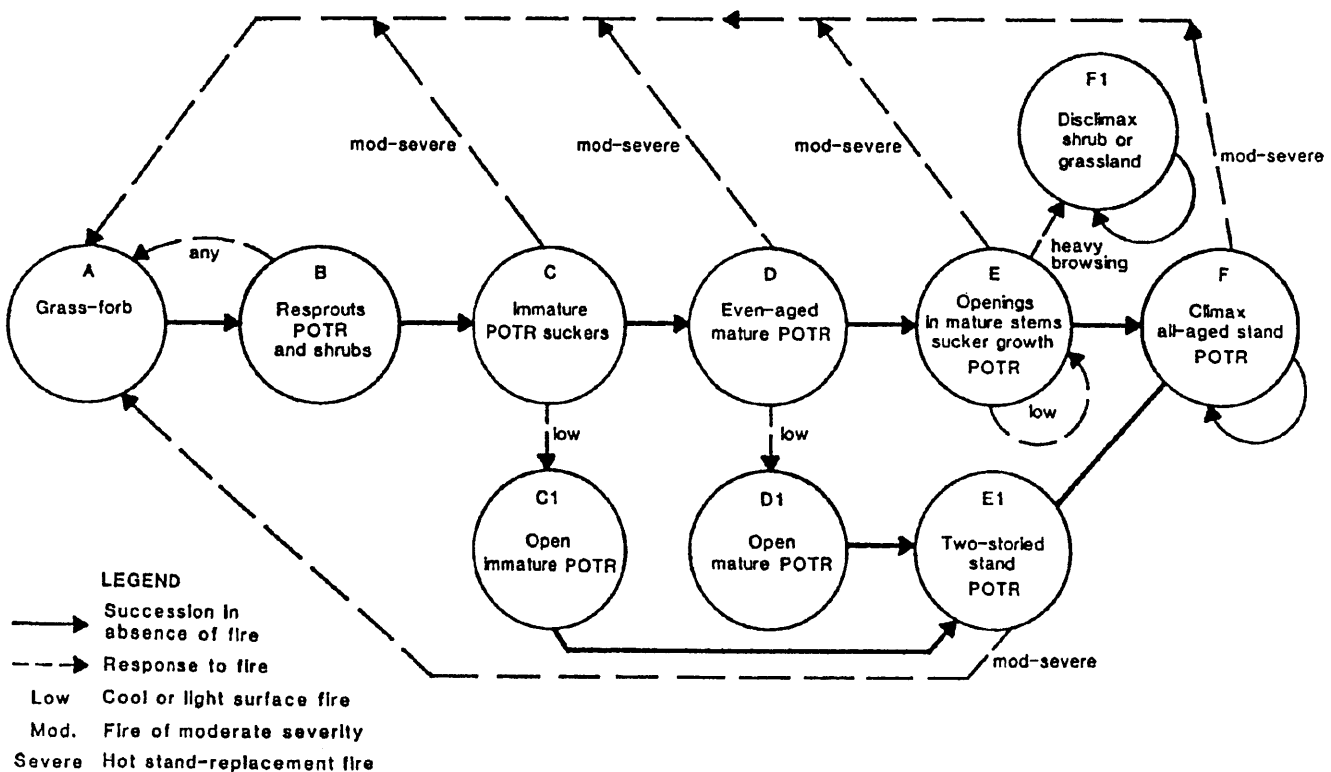 F1
Disclimax
shrub or
grassland
mod-severe
mod-severe
mod-severe
mod-severe
any
heavy
browsing
A
Grass-forb
B
Resprouts
POTR
and shrubs
C
Immature
POTR suckers
D
Even-aged
mature POTR
E
Openings
in mature stems
sucker growth
POTR
F
Climax
all-aged stand
POTR
low
low
low
C1
Open
immature POTR
D1
Open
mature POTR
E1
Two-storied
stand
POTR
mod-severe
LEGEND
Succession in
absence of fire
Response to fire
Low Cool or light surface fire
Mod. Fire of moderate severity
Severe Hot stand-replacement fire